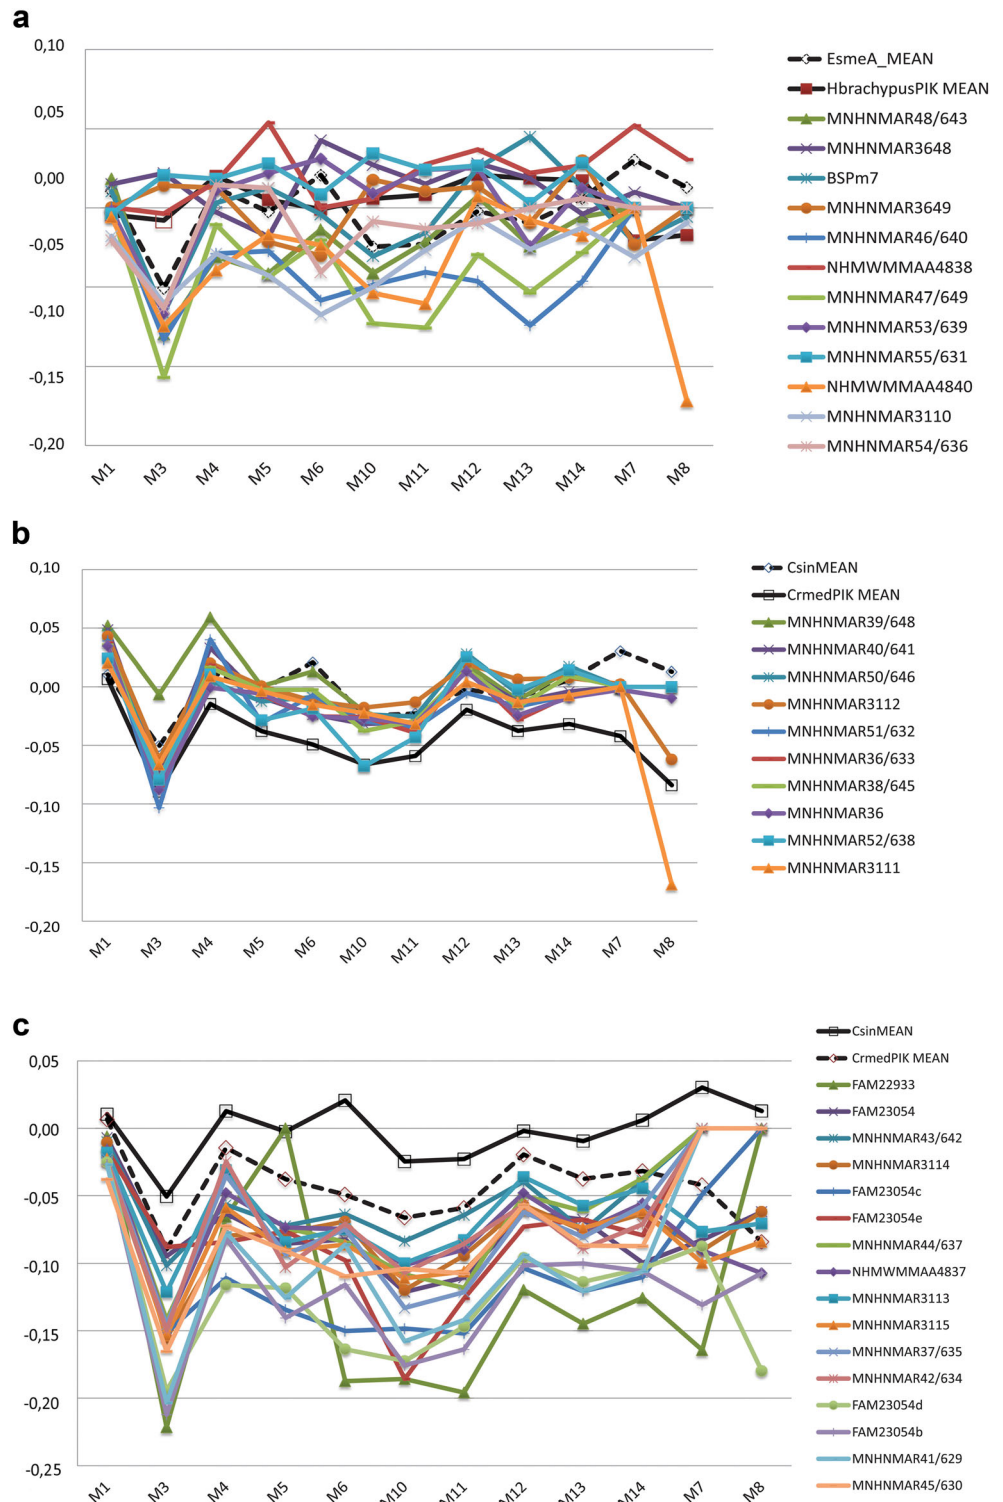 a
0,10
0,05
0,00
-0,05
-0,10
-0,15
-0,20
M1 M3 M4 M5 M6 M10 M11 M12 M13 M14 M7 M8
EsmeA_MEAN
HbrachypusPIK MEAN
MNHNMAR48/643
MNHNMAR3648
BSPm7
MNHNMAR3649
MNHNMAR46/640
NHMWMMAA4838
MNHNMAR47/649
MNHNMAR53/639
MNHNMAR55/631
NHMWMMAA4840
MNHNMAR3110
MNHNMAR54/636
b
0,10
0,05
0,00
-0,05
-0,10
-0,15
-0,20
M1 M3 M4 M5 M6 M10 M11 M12 M13 M14 M7 M8
CsinMEAN
CrmedPIK MEAN
MNHNMAR39/648
MNHNMAR40/641
MNHNMAR50/646
MNHNMAR3112
MNHNMAR51/632
MNHNMAR36/633
MNHNMAR38/645
MNHNMAR36
MNHNMAR52/638
MNHNMAR3111
c
0,05
0,00
-0,05
-0,10
-0,15
-0,20
-0,25
M1 M3 M4 M5 M6 M10 M11 M12 M13 M14 M7 M8
CsinMEAN
CrmedPIK MEAN
FAM22933
FAM23054
MNHNMAR43/642
MNHNMAR3114
FAM23054c
FAM23054e
MNHNMAR44/637
NHMWMMAA4837
MNHNMAR3113
MNHNMAR3115
MNHNMAR37/635
MNHNMAR42/634
FAM23054d
FAM23054b
MNHNMAR41/629
MNHNMAR45/630